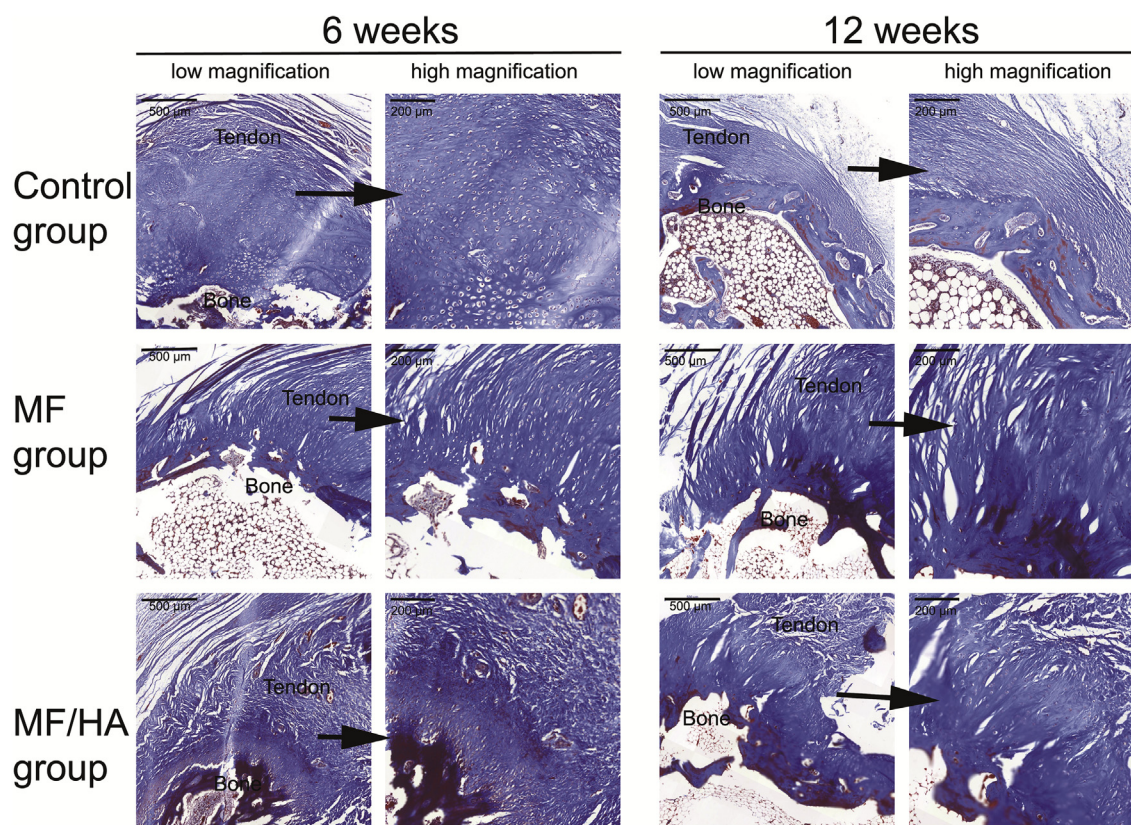 6 weeks
12 weeks
low magnification
high magnification
low magnification
high magnification
Control
group
500 µm
Tendon
Bone
200 µm
500 µm
Tendon
Bone
200 µm
MF
group
500 µm
Tendon
Bone
200 µm
500 µm
Tendon
Bone
200 µm
MF/HA
group
500 µm
Tendon
Bone
200 µm
500 µm
Tendon
Bone
200 µm